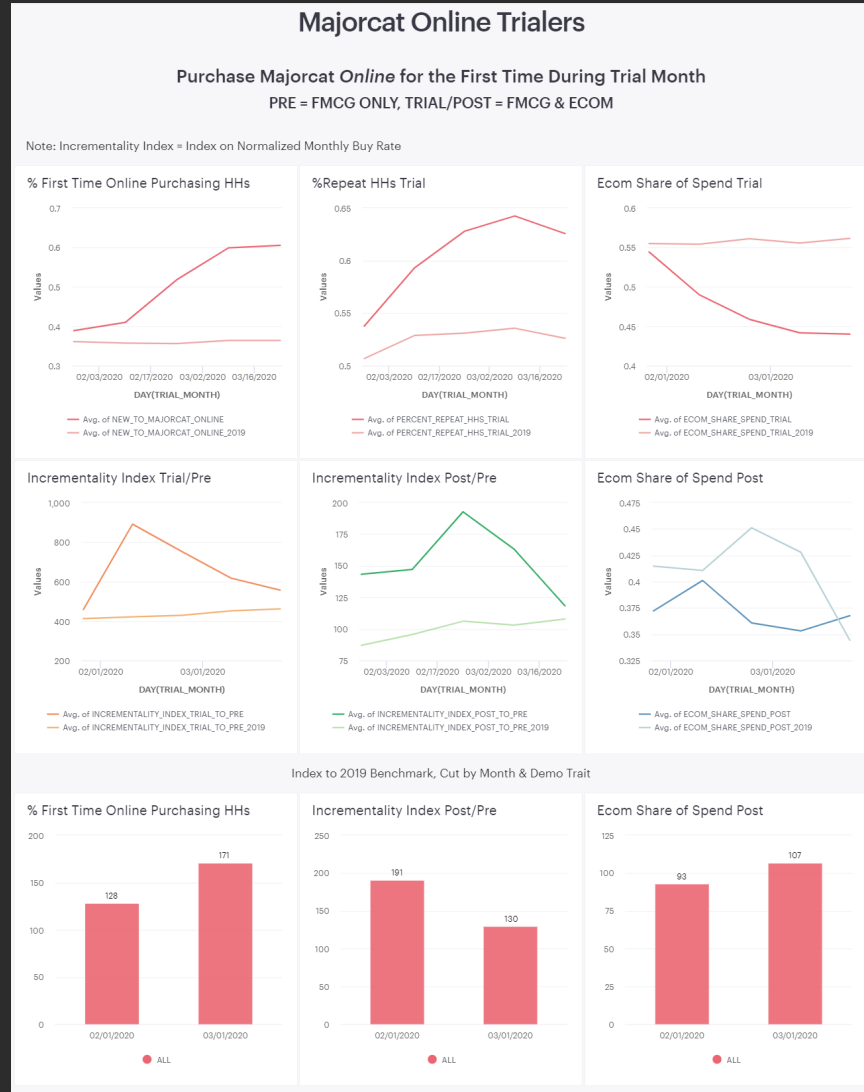 Majorcat Online Trialers
Purchase Majorcat Online for the First Time During Trial Month
PRE = FMCG ONLY, TRIAL/POST = FMCG & ECOM
Note: Incrementality Index = Index on Normalized Monthly Buy Rate
% First Time Online Purchasing HHs
0.7
0.6
0.5
0.4
0.3
Values
02/03/2020 02/17/2020 03/02/2020 03/16/2020
DAY(TRIAL_MONTH)
Avg. of NEW_TO_MAJORCAT_ONLINE
Avg. of NEW_TO_MAJORCAT_ONLINE_2019
%Repeat HHs Trial
0.65
0.6
0.55
0.5
Values
02/03/2020 02/17/2020 03/02/2020 03/16/2020
DAY(TRIAL_MONTH)
Avg. of PERCENT_REPEAT_HHS_TRIAL
Avg. of PERCENT_REPEAT_HHS_TRIAL_2019
Ecom Share of Spend Trial
0.6
0.55
0.5
0.45
0.4
Values
02/01/2020 03/01/2020
DAY(TRIAL_MONTH)
Avg. of ECOM_SHARE_SPEND_TRIAL
Avg. of ECOM_SHARE_SPEND_TRIAL_2019
Incrementality Index Trial/Pre
1,000
800
600
400
200
Values
02/01/2020 03/01/2020
DAY(TRIAL_MONTH)
Avg. of INCREMENTALITY_INDEX_TRIAL_TO_PRE
Avg. of INCREMENTALITY_INDEX_TRIAL_TO_PRE_2019
Incrementality Index Post/Pre
200
175
150
125
100
75
Values
02/03/2020 02/17/2020 03/02/2020 03/16/2020
DAY(TRIAL_MONTH)
Avg. of INCREMENTALITY_INDEX_POST_TO_PRE
Avg. of INCREMENTALITY_INDEX_POST_TO_PRE_2019
Ecom Share of Spend Post
0.475
0.45
0.425
0.4
0.375
0.35
0.325
Values
02/01/2020 03/01/2020
DAY(TRIAL_MONTH)
Avg. of ECOM_SHARE_SPEND_POST
Avg. of ECOM_SHARE_SPEND_POST_2019
Index to 2019 Benchmark, Cut by Month & Demo Trait
% First Time Online Purchasing HHs
200
150
100
50
0
128
171
02/01/2020 03/01/2020
ALL
Incrementality Index Post/Pre
250
200
150
100
50
0
191
130
02/01/2020 03/01/2020
ALL
Ecom Share of Spend Post
125
100
75
50
25
0
93
107
02/01/2020 03/01/2020
ALL